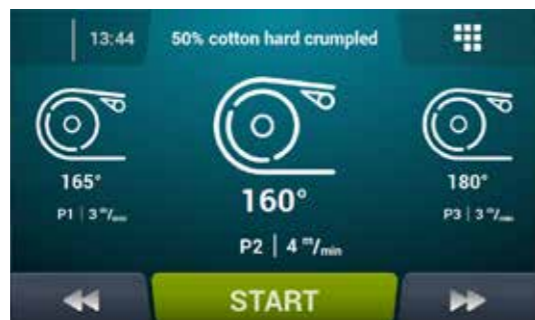 13:44
50% cotton hard crumpled
165°
160°
180°
P1 | 3 m/min
P2 | 4 m/min
P3 | 3 m/min
START